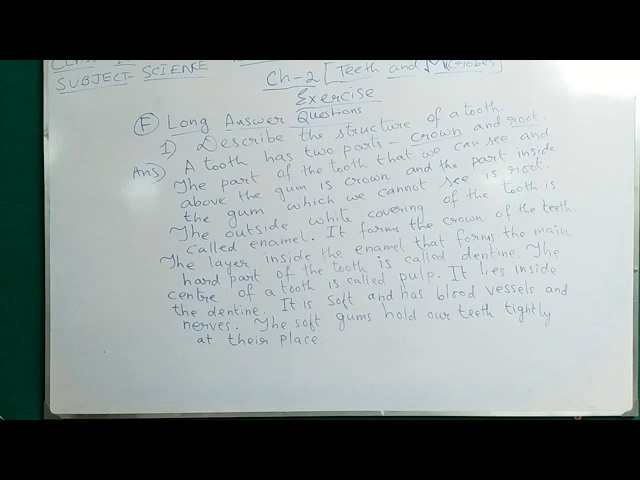 CLASS
SUBJECT- SCIENCE
Ch-2 [Teeth and Microbes]
Exercise
F Long Answer Questions
1) Describe the structure of a tooth.
Ans) A tooth has two parts - crown and root.
The part of the tooth that we can see and
above the gum is crown and the part inside
the gum which we cannot see is root.
The outside white covering of the tooth is
called enamel. It forms the crown of the teeth
The layer inside the enamel that forms the main
hard part of the tooth is called dentine. The
centre of a tooth is called pulp. It lies inside
the dentine. It is soft and has blood vessels and
nerves. The soft gums hold our teeth tightly
at their place.